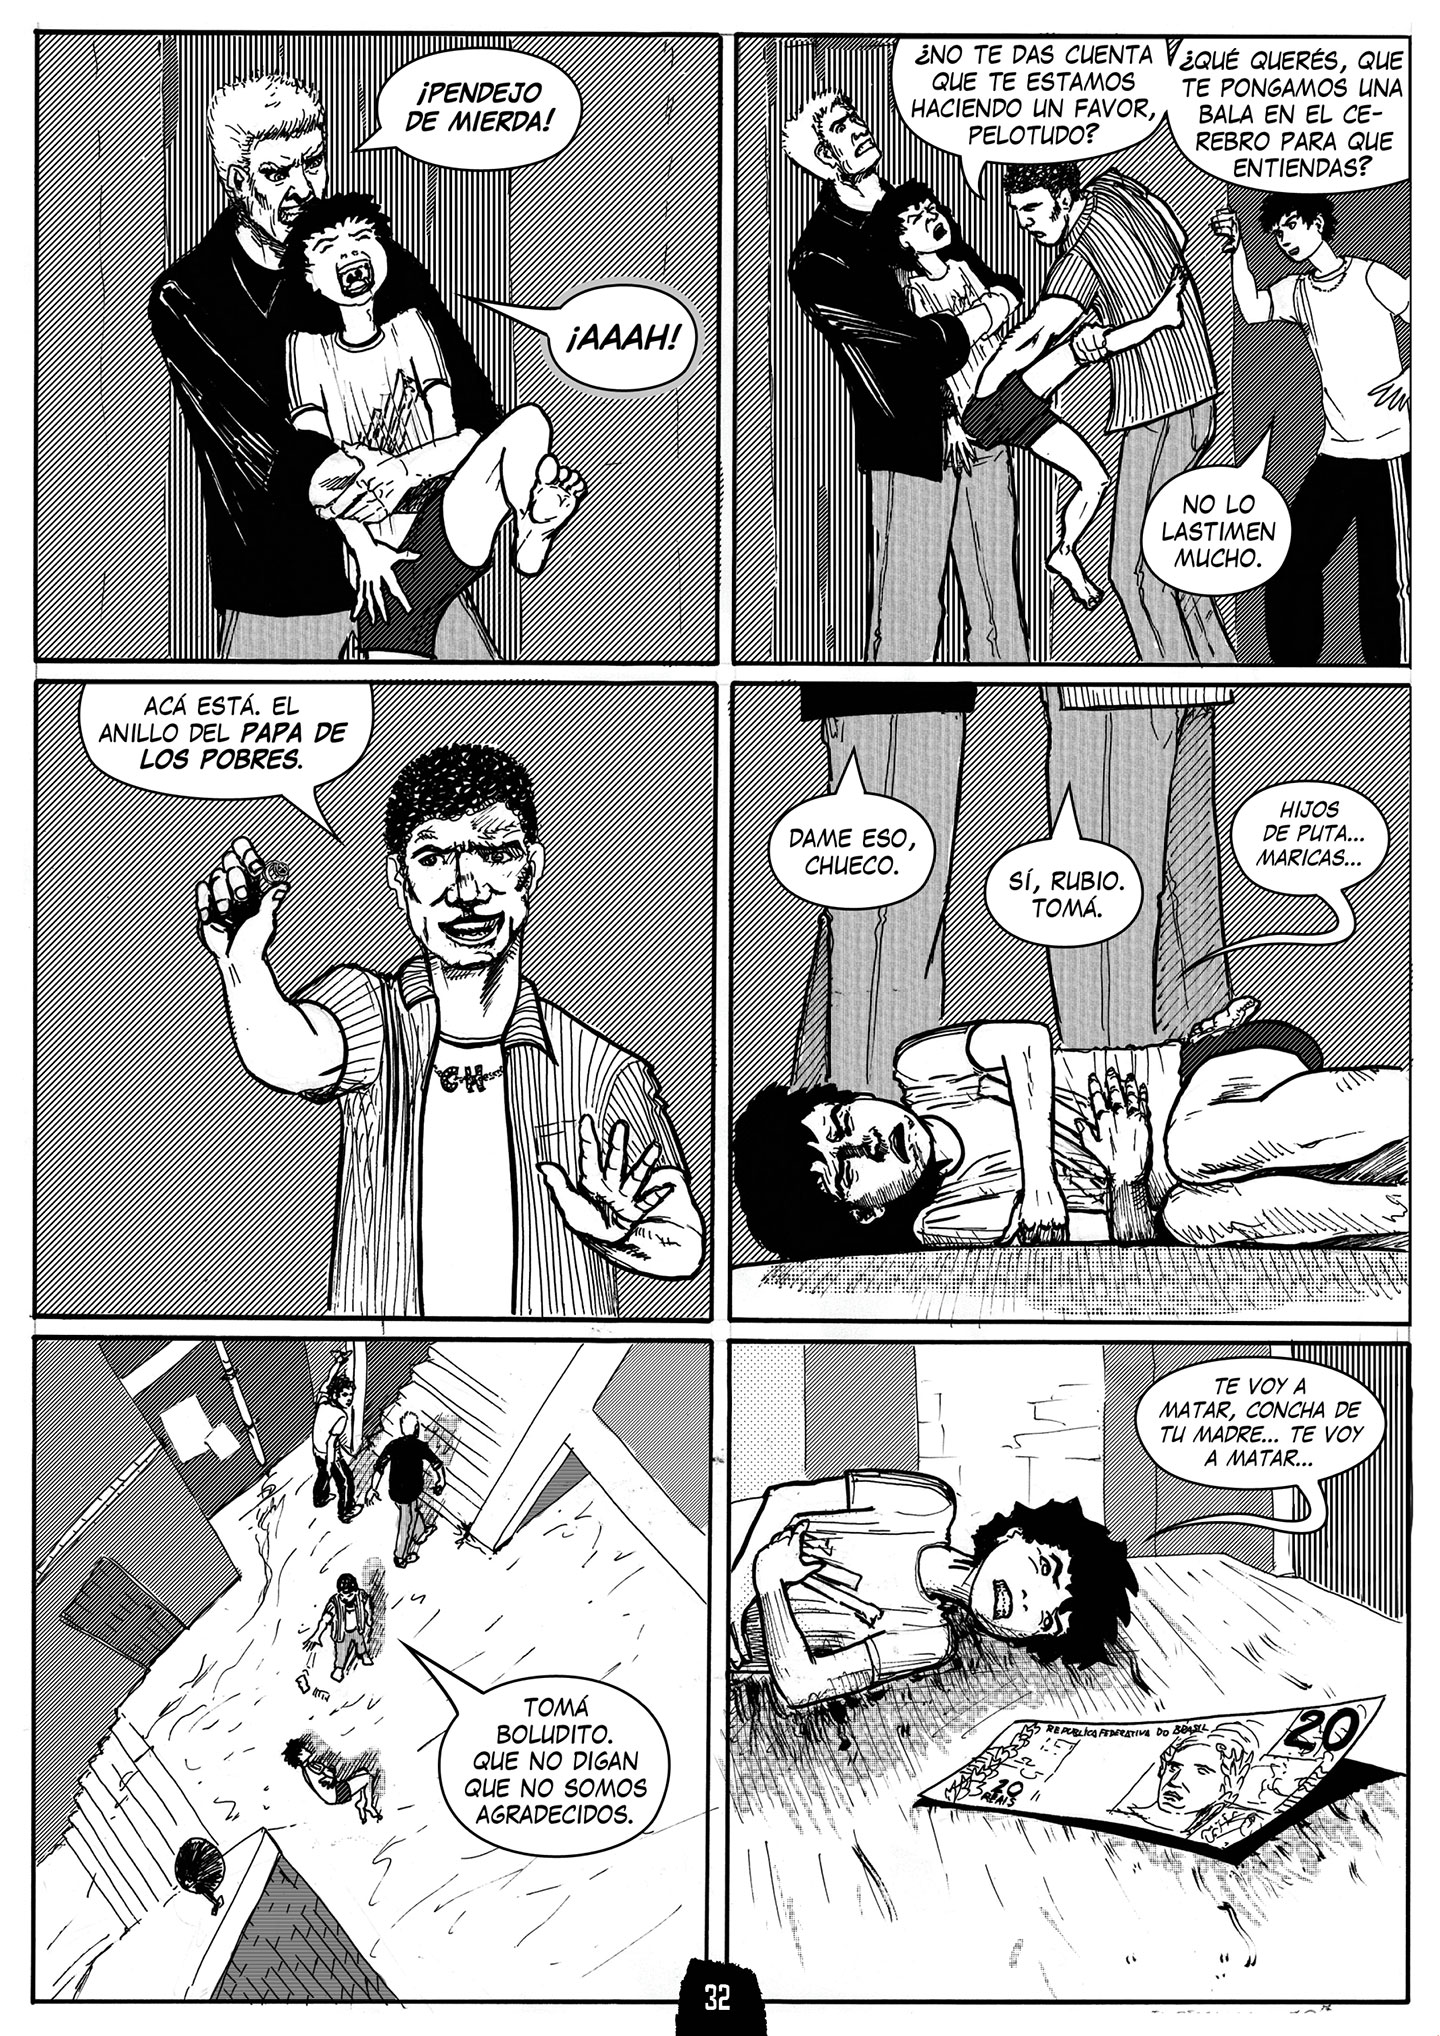 ¡PENDEJO
DE MIERDA!
¡AAAH!
¿NO TE DAS CUENTA
QUE TE ESTAMOS
HACIENDO UN FAVOR,
PELOTUDO?
¿QUÉ QUERÉS, QUE
TE PONGAMOS UNA
BALA EN EL CE-
REBRO PARA QUE
ENTIENDAS?
NO LO
LASTIMEN
MUCHO.
ACÁ ESTÁ. EL
ANILLO DEL PAPA DE
LOS POBRES.
CH
DAME ESO,
CHUECO.
SÍ, RUBIO.
TOMÁ.
HIJOS
DE PUTA...
MARICAS...
TOMÁ
BOLUDITO.
QUE NO DIGAN
QUE NO SOMOS
AGRADECIDOS.
TE VOY A
MATAR, CONCHA DE
TU MADRE... TE VOY
A MATAR...
REPUBLICA FEDERATIVA DO BRASIL
20
20
REAIS
32